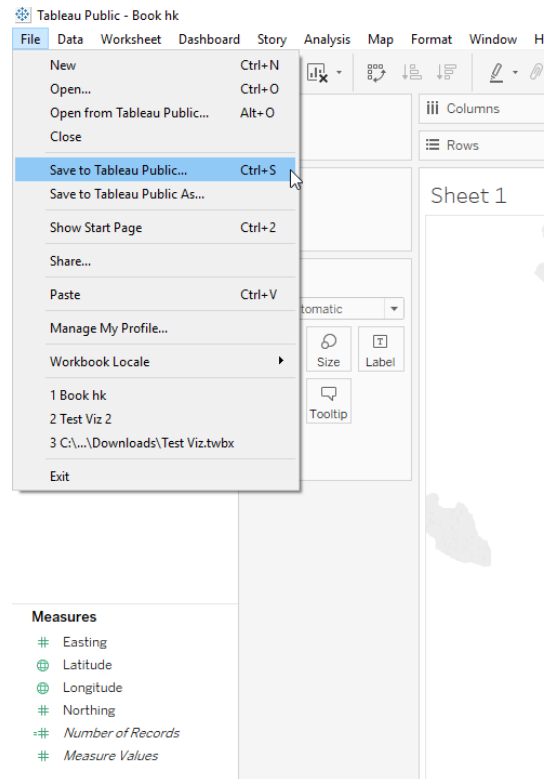 Tableau Public - Book hk
File Data Worksheet Dashboard Story Analysis Map Format Window H
New Ctrl+N
Open... Ctrl+O
Open from Tableau Public... Alt+O
Close
Save to Tableau Public... Ctrl+S
Save to Tableau Public As...
Show Start Page Ctrl+2
Share...
Paste Ctrl+V
Manage My Profile...
Workbook Locale
1 Book hk
2 Test Viz 2
3 C:\...\Downloads\Test Viz.twbx
Exit
Columns
Rows
Sheet 1
tomatic
Size Label
Tooltip
Measures
# Easting
Latitude
Longitude
# Northing
=# Number of Records
# Measure Values